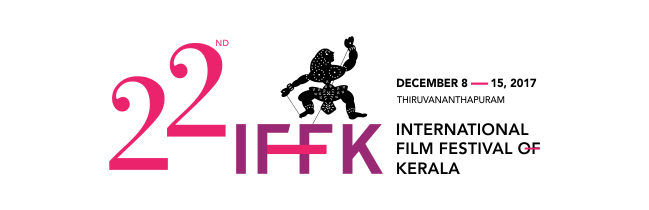 22ND
IFFK
DECEMBER 8 — 15, 2017
THIRUVANANTHAPURAM
INTERNATIONAL
FILM FESTIVAL OF
KERALA